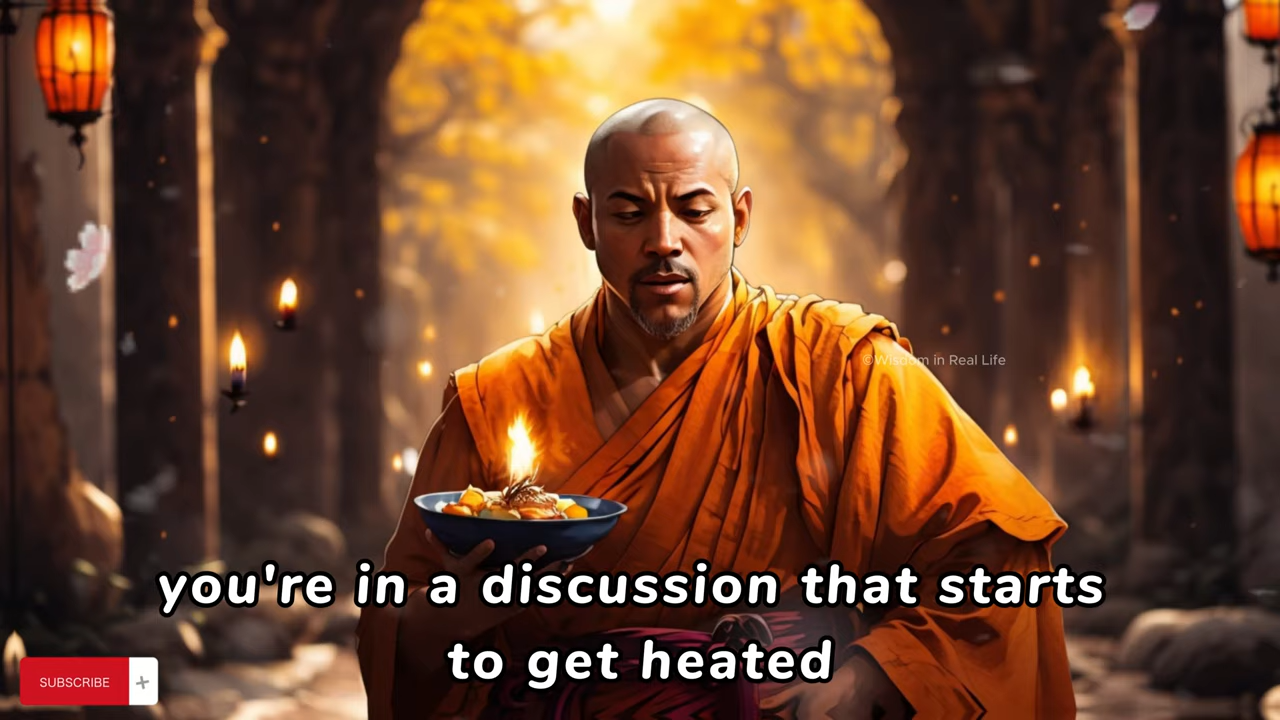 ©Wisdom in Real Life
you're in a discussion that starts
to get heated
SUBSCRIBE +